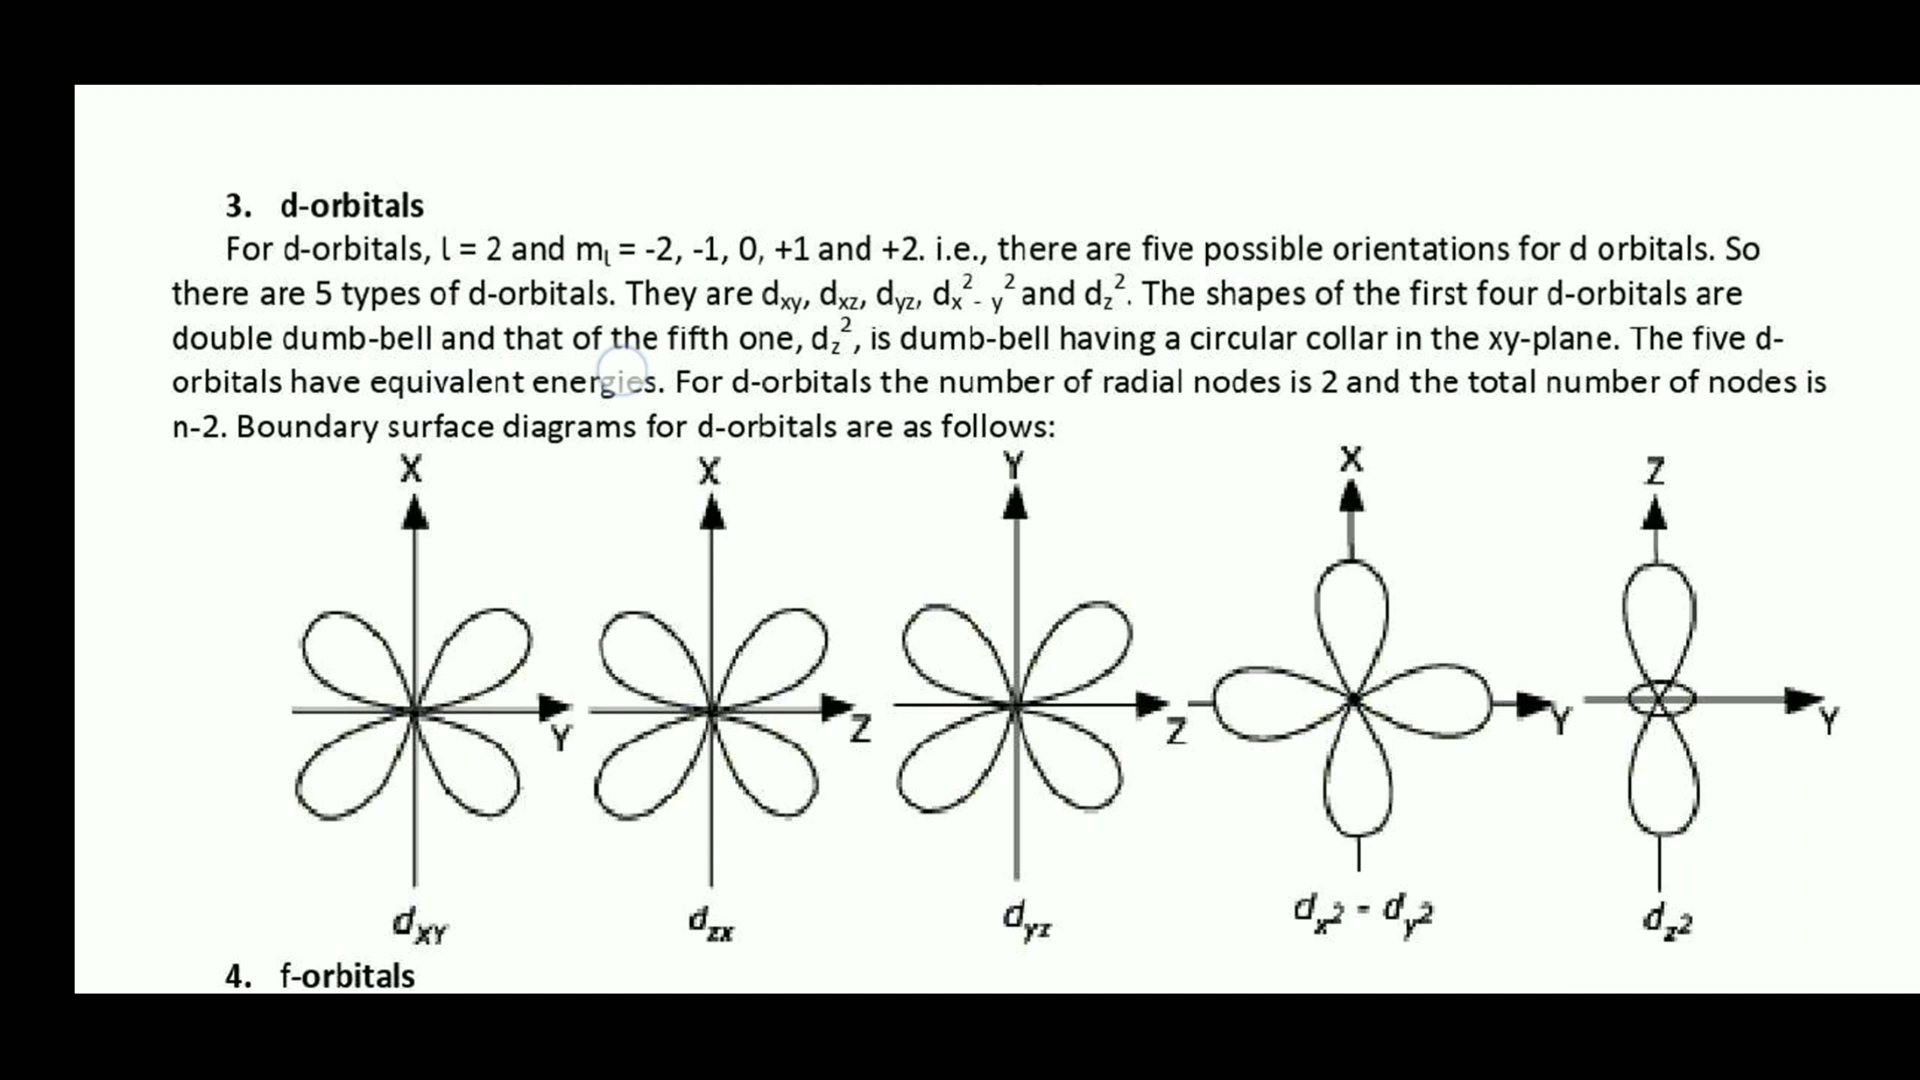 3. d-orbitals
For d-orbitals, l = 2 and mₗ = -2, -1, 0, +1 and +2. i.e., there are five possible orientations for d orbitals. So
there are 5 types of d-orbitals. They are dxy, dxz, dyz, dx²- y² and dz². The shapes of the first four d-orbitals are
double dumb-bell and that of the fifth one, dz², is dumb-bell having a circular collar in the xy-plane. The five d-
orbitals have equivalent energies. For d-orbitals the number of radial nodes is 2 and the total number of nodes is
n-2. Boundary surface diagrams for d-orbitals are as follows:
X X Y X Z
Y Z Z Y Y
dXY dzx dyz dx² - dy² dz²
4. f-orbitals